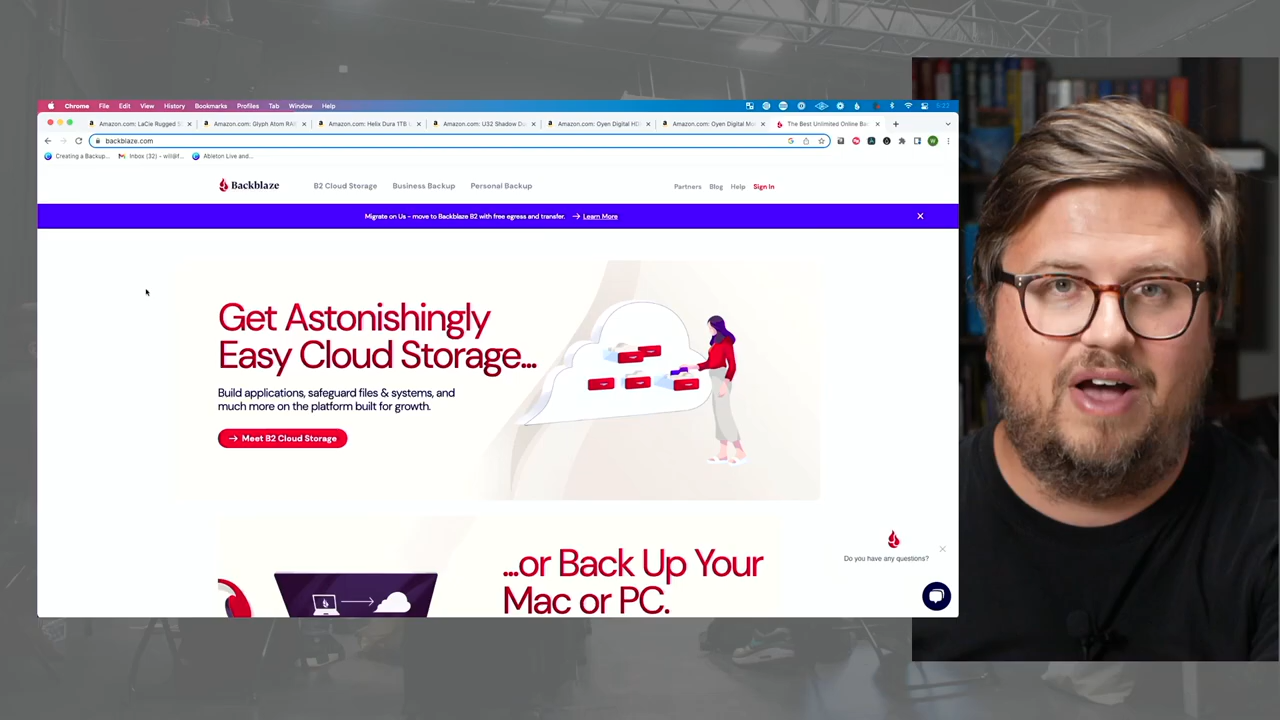 Chrome File Edit View History Bookmarks Profiles Tab Window Help
Amazon.com: LaCie Rugged S Amazon.com: Glyph Atom RAI Amazon.com: Helix Dura 1TB Amazon.com: U32 Shadow Du Amazon.com: Oyen Digital HD Amazon.com: Oyen Digital The Best Unlimited Online Ba
backblaze.com
Creating a Backup... Inbox (32) - will@f... Ableton Live and...
Backblaze B2 Cloud Storage Business Backup Personal Backup Partners Blog Help Sign In
Migrate on Us - move to Backblaze B2 with free egress and transfer. → Learn More
Get Astonishingly
Easy Cloud Storage...
Build applications, safeguard files & systems, and
much more on the platform built for growth.
→ Meet B2 Cloud Storage
Do you have any questions?
...or Back Up Your
Mac or PC.